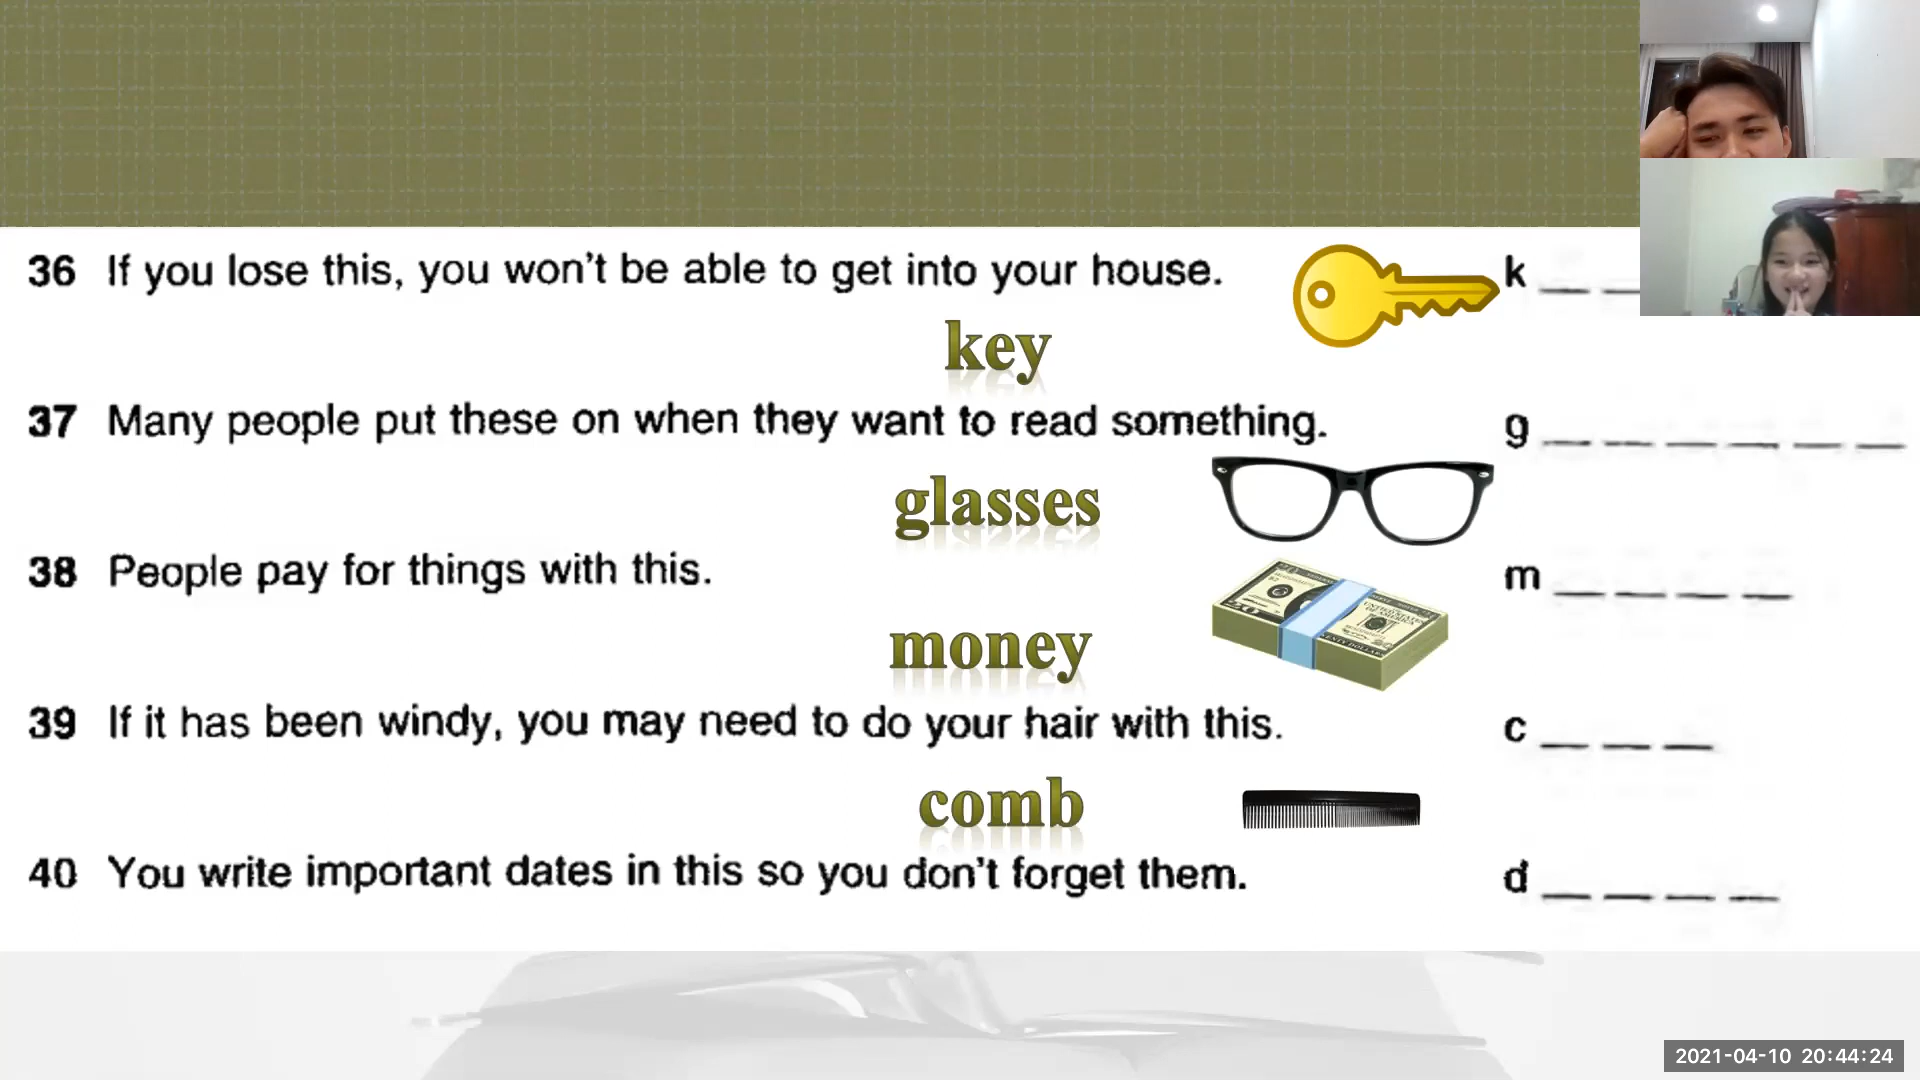 36 If you lose this, you won't be able to get into your house. k _ _
key
37 Many people put these on when they want to read something. g _ _ _ _ _ _
glasses
38 People pay for things with this. m _ _ _ _
money
39 If it has been windy, you may need to do your hair with this. c _ _ _
comb
40 You write important dates in this so you don't forget them. d _ _ _ _
2021-04-10 20:44:24